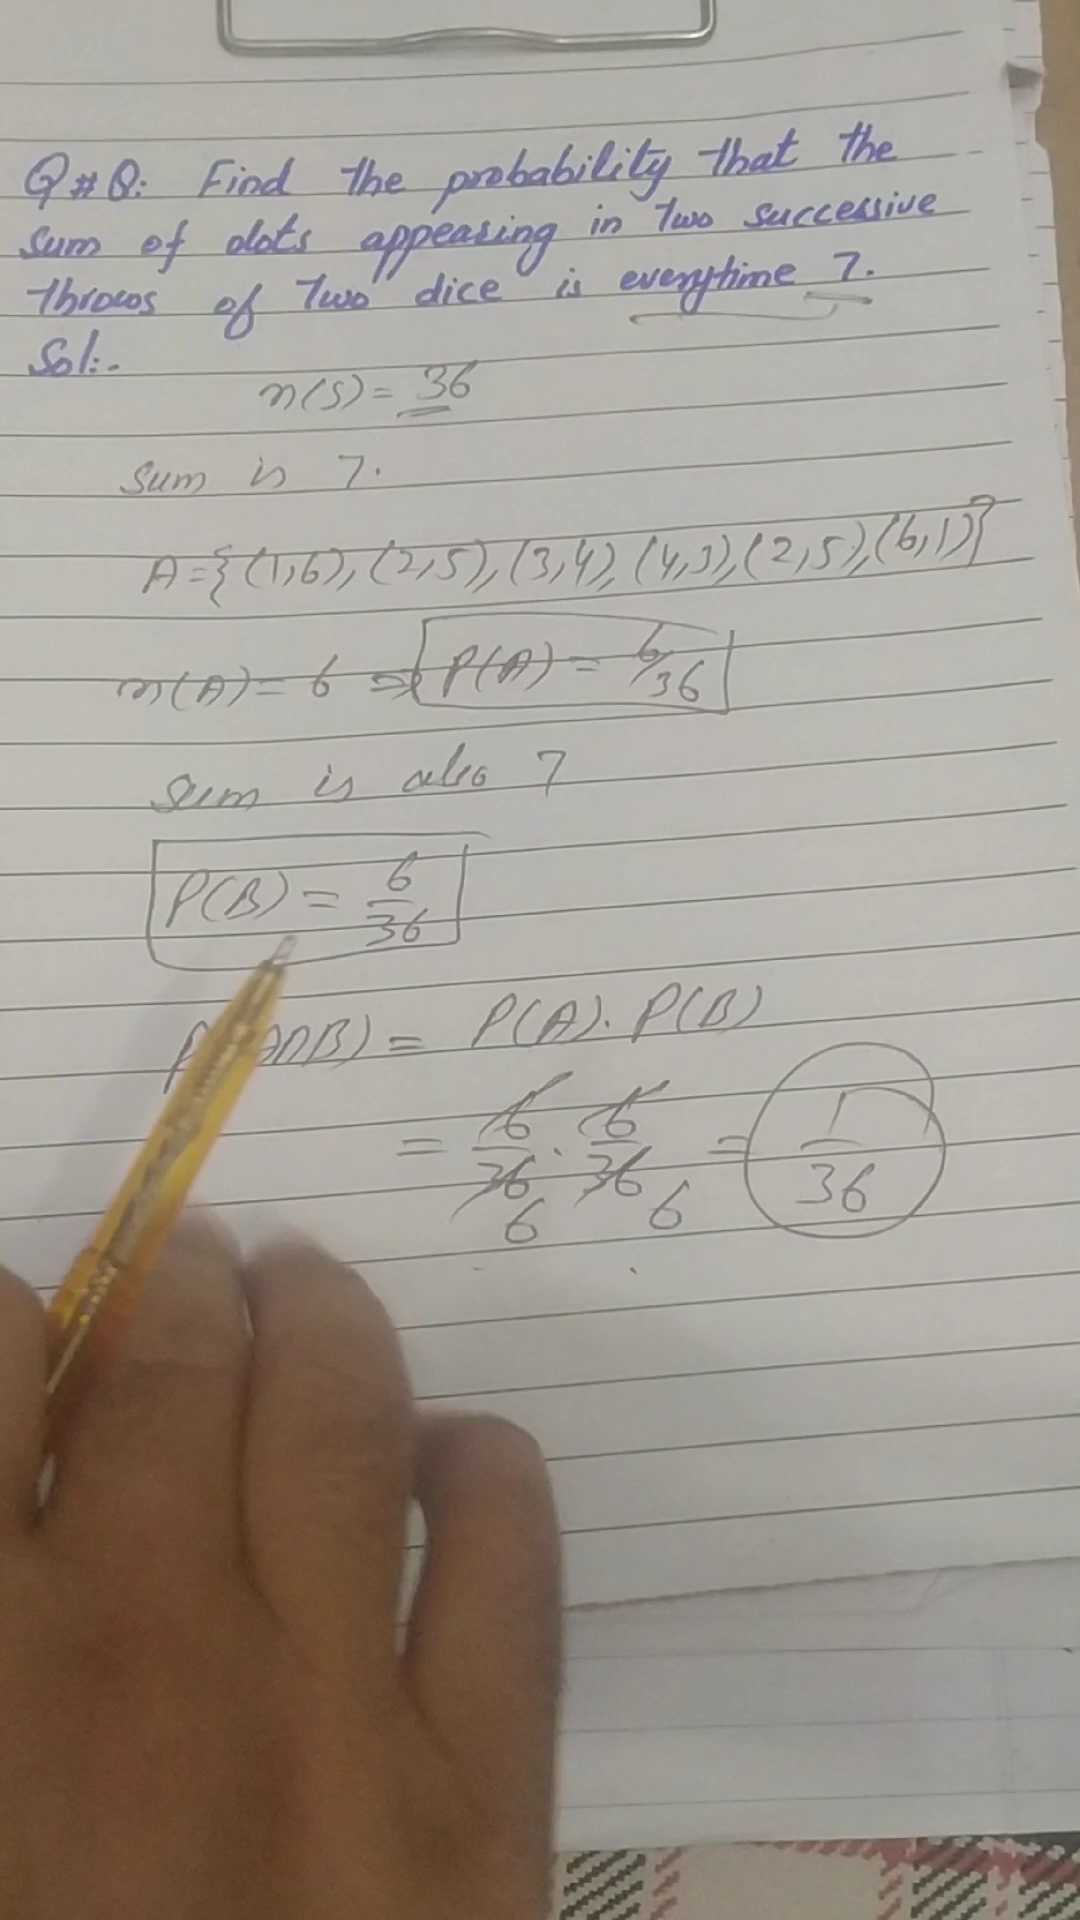 Q#8: Find the probability that the
sum of dots appearing in Two successive
throws of Two dice is everytime 7.
Sol:-
n(S) = 36
sum is 7.
A = {(1,6), (2,5), (3,4), (4,3), (2,5), (6,1)}
n(A) = 6 ⇒ P(A) = 6/36
sum is also 7
P(B) = 6/36
P(A∩B) = P(A). P(B)
= 6/36 . 6/36 = 1/36
6 6